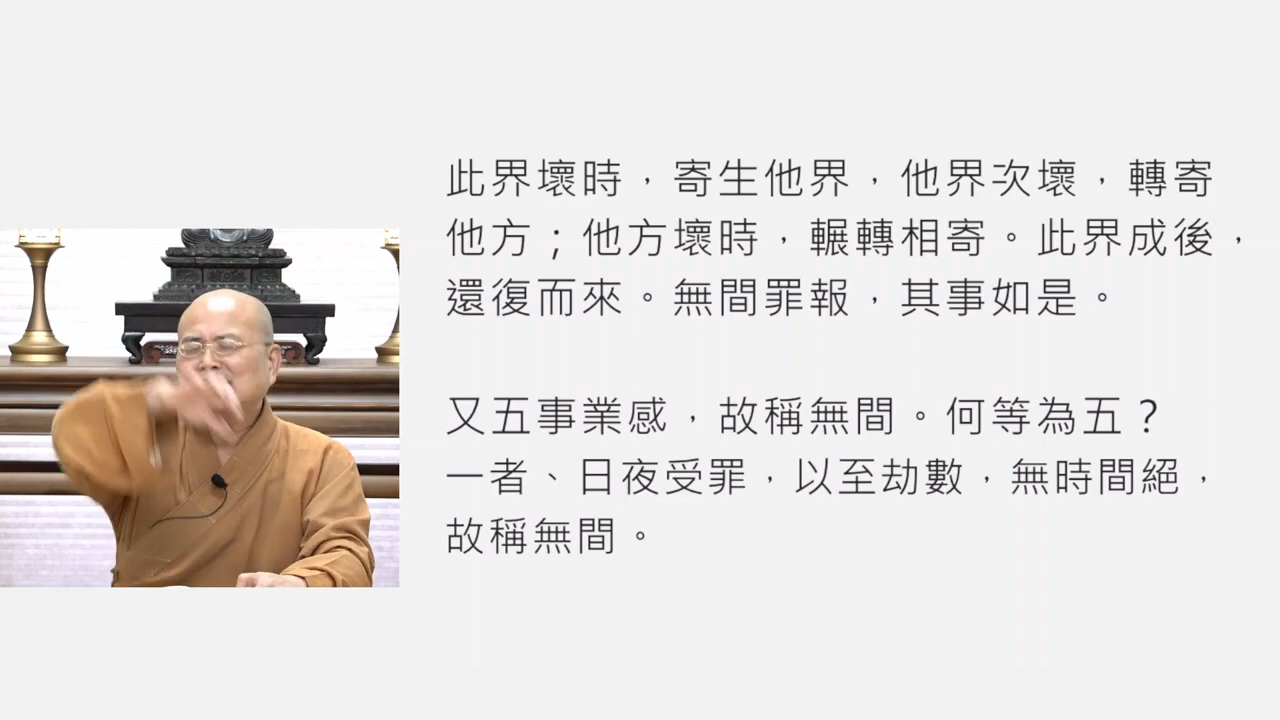 此界壞時，寄生他界，他界次壞，轉寄
他方；他方壞時，輾轉相寄。此界成後，
還復而來。無間罪報，其事如是。
又五事業感，故稱無間。何等為五？
一者、日夜受罪，以至劫數，無時間絕，
故稱無間。